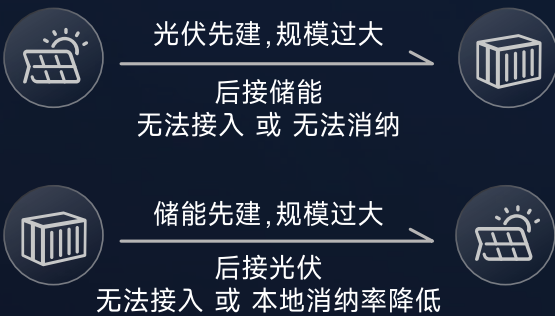 光伏先建,规模过大
后接储能
无法接入 或 无法消纳
储能先建,规模过大
后接光伏
无法接入 或 本地消纳率降低